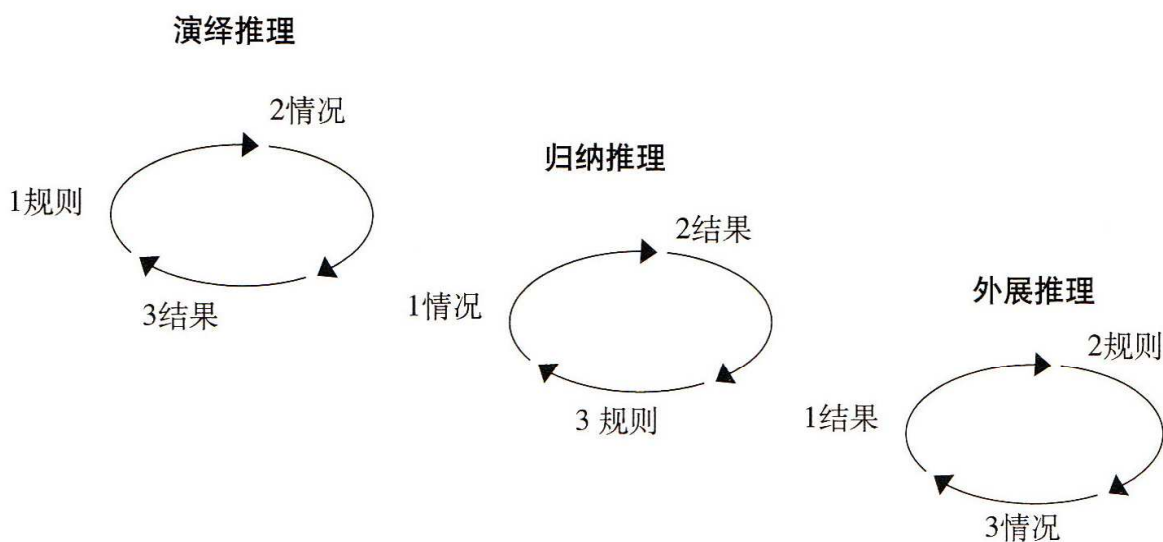 演绎推理
2情况
1规则
3结果
归纳推理
2结果
1情况
3 规则
外展推理
2规则
1结果
3情况